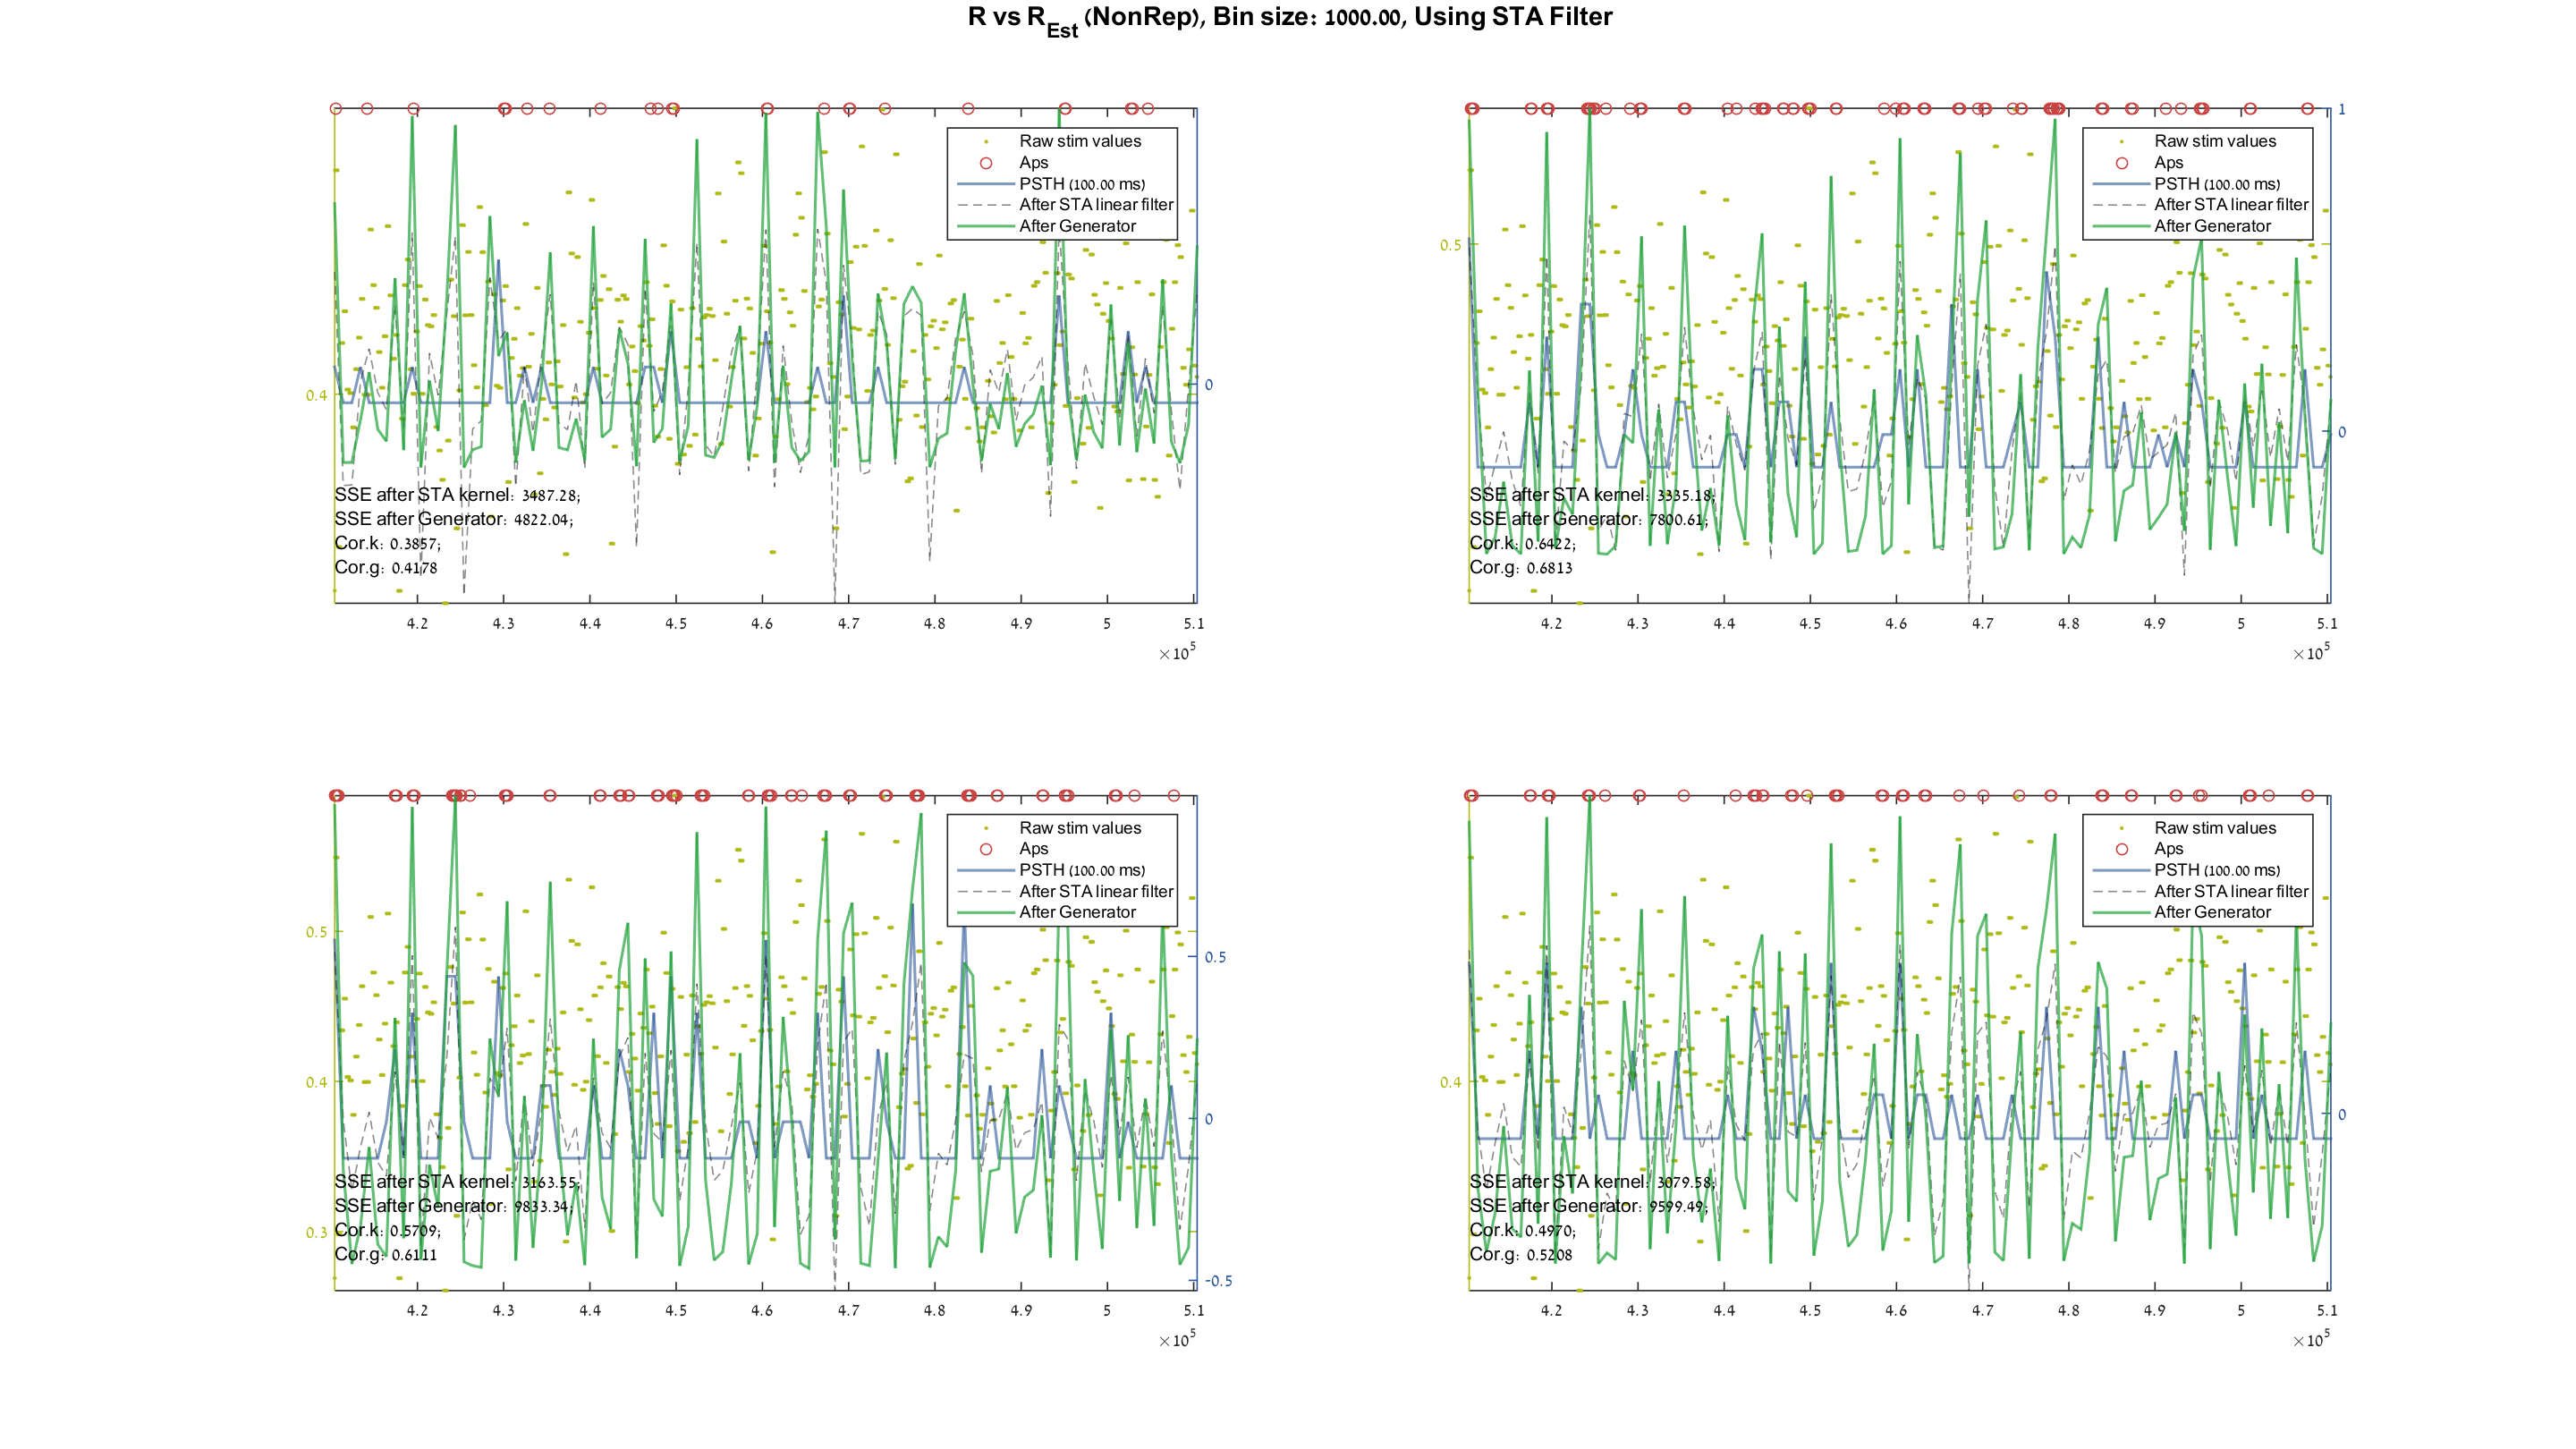 R vs R_Est (NonRep), Bin size: 1000.00, Using STA Filter
Raw stim values
Aps
PSTH (100.00 ms)
After STA linear filter
After Generator
0.4
0
SSE after STA kernel: 3487.28;
SSE after Generator: 4822.04;
Cor.k: 0.3857;
Cor.g: 0.4178
4.2 4.3 4.4 4.5 4.6 4.7 4.8 4.9 5 5.1
×10^5
1
Raw stim values
Aps
PSTH (100.00 ms)
After STA linear filter
After Generator
0.5
0
SSE after STA kernel: 3335.18;
SSE after Generator: 7800.61;
Cor.k: 0.6422;
Cor.g: 0.6813
4.2 4.3 4.4 4.5 4.6 4.7 4.8 4.9 5 5.1
×10^5
Raw stim values
Aps
PSTH (100.00 ms)
After STA linear filter
After Generator
0.5
0.5
0.4
0
SSE after STA kernel: 3163.55;
SSE after Generator: 9833.34;
0.3
Cor.k: 0.5709;
Cor.g: 0.6111
-0.5
4.2 4.3 4.4 4.5 4.6 4.7 4.8 4.9 5 5.1
×10^5
Raw stim values
Aps
PSTH (100.00 ms)
After STA linear filter
After Generator
0.4
0
SSE after STA kernel: 3079.58;
SSE after Generator: 9599.49;
Cor.k: 0.4970;
Cor.g: 0.5208
4.2 4.3 4.4 4.5 4.6 4.7 4.8 4.9 5 5.1
×10^5